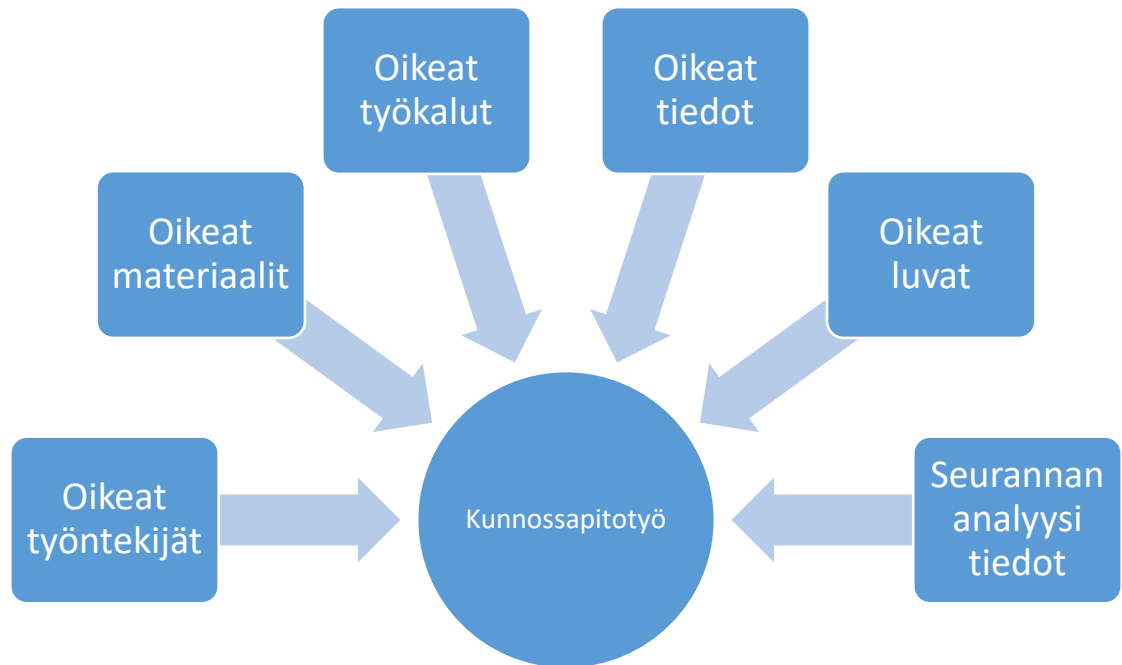 Oikeat
työkalut
Oikeat
tiedot
Oikeat
materiaalit
Oikeat
luvat
Oikeat
työntekijät
Kunnossapitotyö
Seurannan
analyysi
tiedot